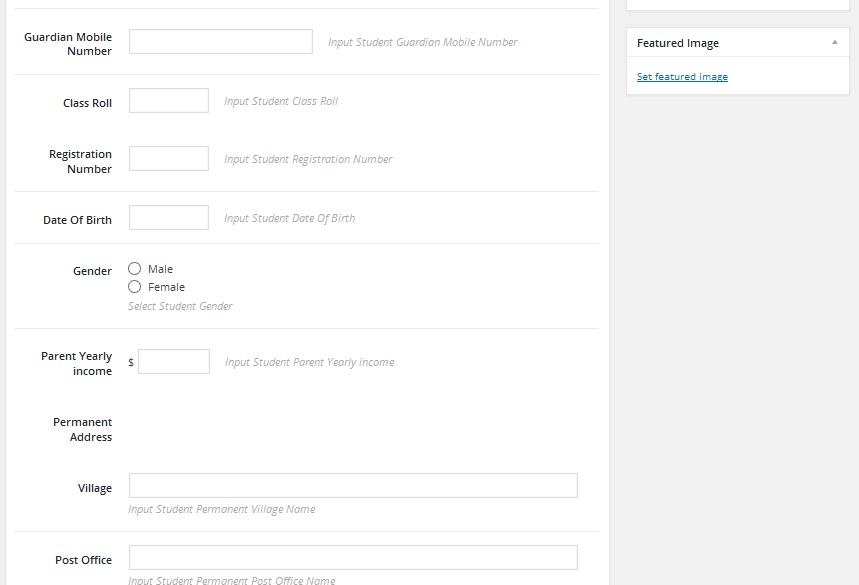 Guardian Mobile
Number
Input Student Guardian Mobile Number
Class Roll
Input Student Class Roll
Registration
Number
Input Student Registration Number
Date Of Birth
Input Student Date Of Birth
Gender
Male
Female
Select Student Gender
Parent Yearly
income
$
Input Student Parent Yearly income
Permanent
Address
Village
Input Student Permanent Village Name
Post Office
Input Student Permanent Post Office Name
Featured Image
Set featured image